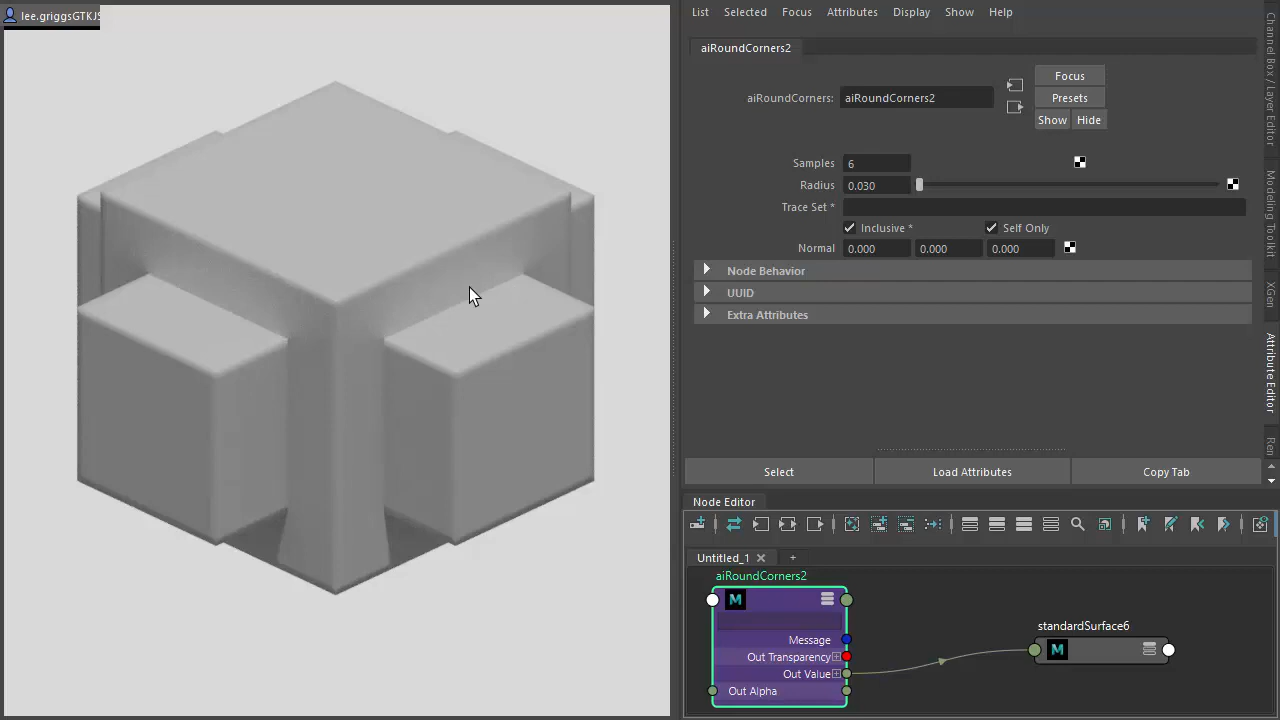 lee.griggsGTKJS
List Selected Focus Attributes Display Show Help
aiRoundCorners2
aiRoundCorners: aiRoundCorners2
Focus
Presets
Show Hide
Samples 6
Radius 0.030
Trace Set *
Inclusive * Self Only
Normal 0.000 0.000 0.000
Node Behavior
UUID
Extra Attributes
Select Load Attributes Copy Tab
Node Editor
Untitled_1 +
aiRoundCorners2
M
Message
Out Transparency
Out Value
Out Alpha
standardSurface6
M
Channel Box / Layer Editor
Modeling Toolkit
XGen
Attribute Editor
Ren